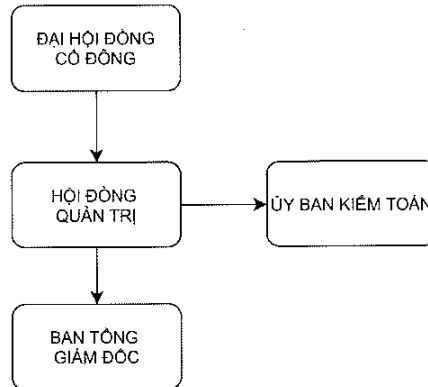 ĐẠI HỘI ĐỒNG
CỔ ĐÔNG
HỘI ĐỒNG
QUẢN TRỊ
ỦY BAN KIỂM TOÁN
BAN TỔNG
GIÁM ĐỐC